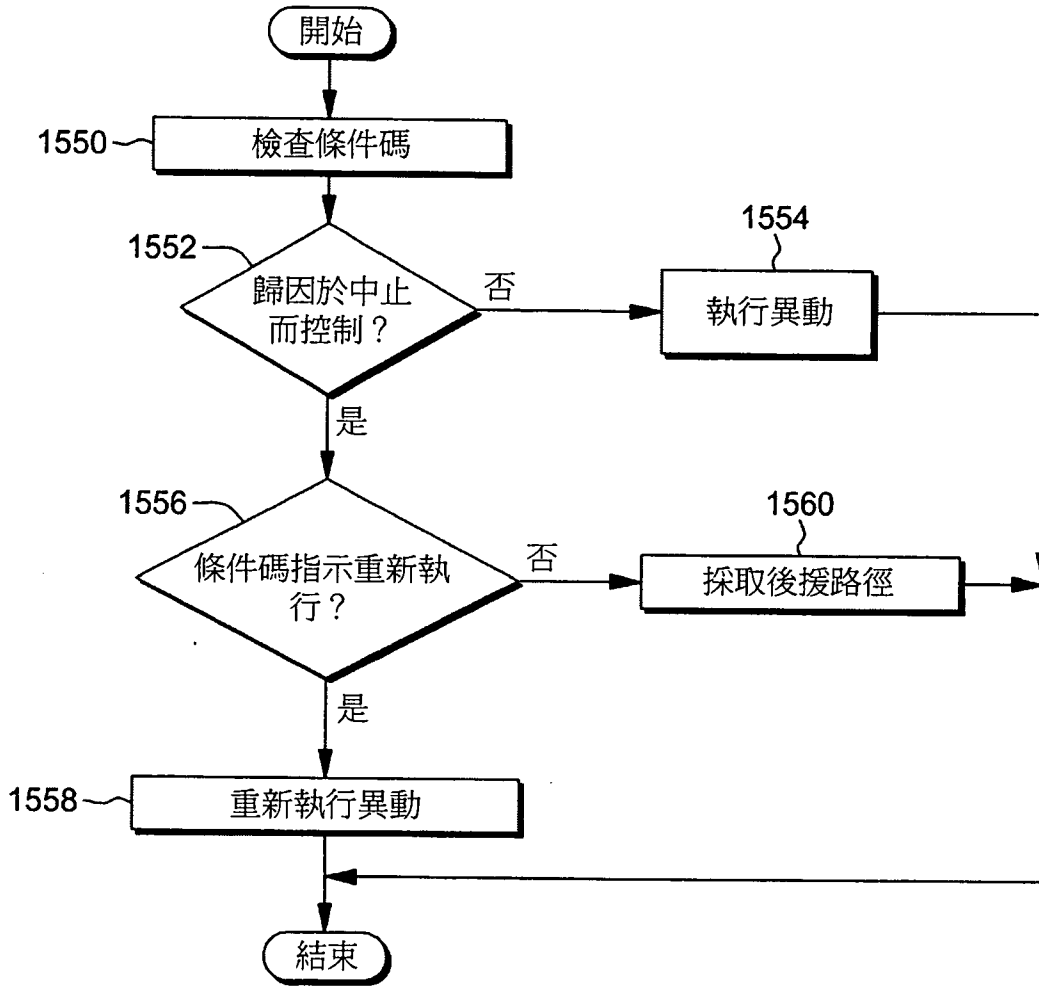 開始
1550
檢查條件碼
1552
歸因於中止
而控制？
否
1554
執行異動
是
1556
條件碼指示重新執
行？
否
1560
採取後援路徑
是
1558
重新執行異動
結束